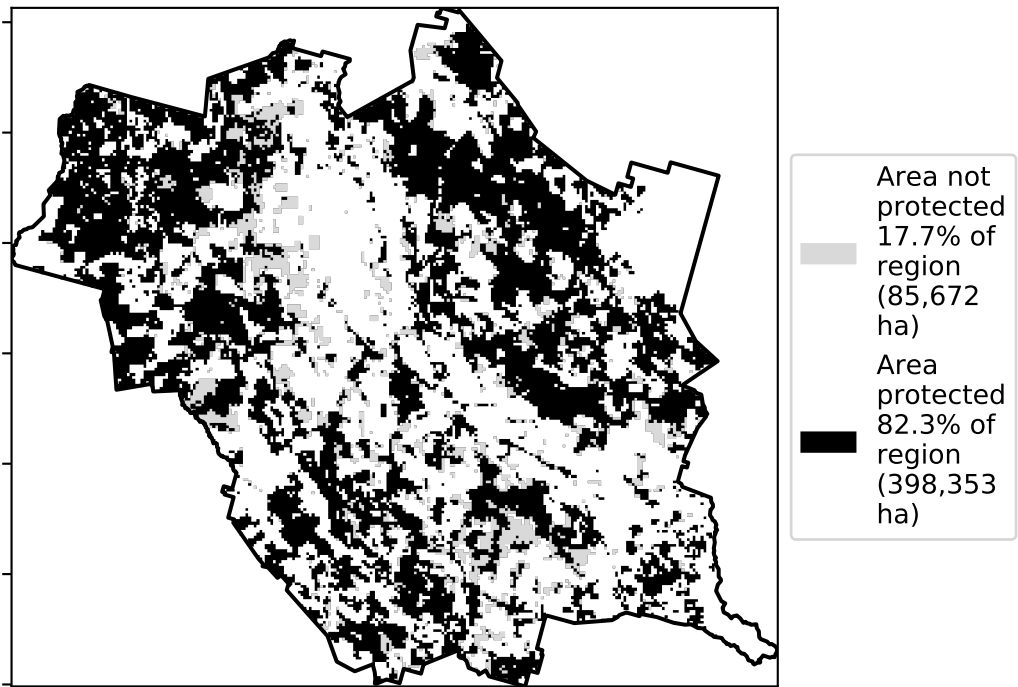 Area not
protected
17.7% of
region
(85,672
ha)
Area
protected
82.3% of
region
(398,353
ha)